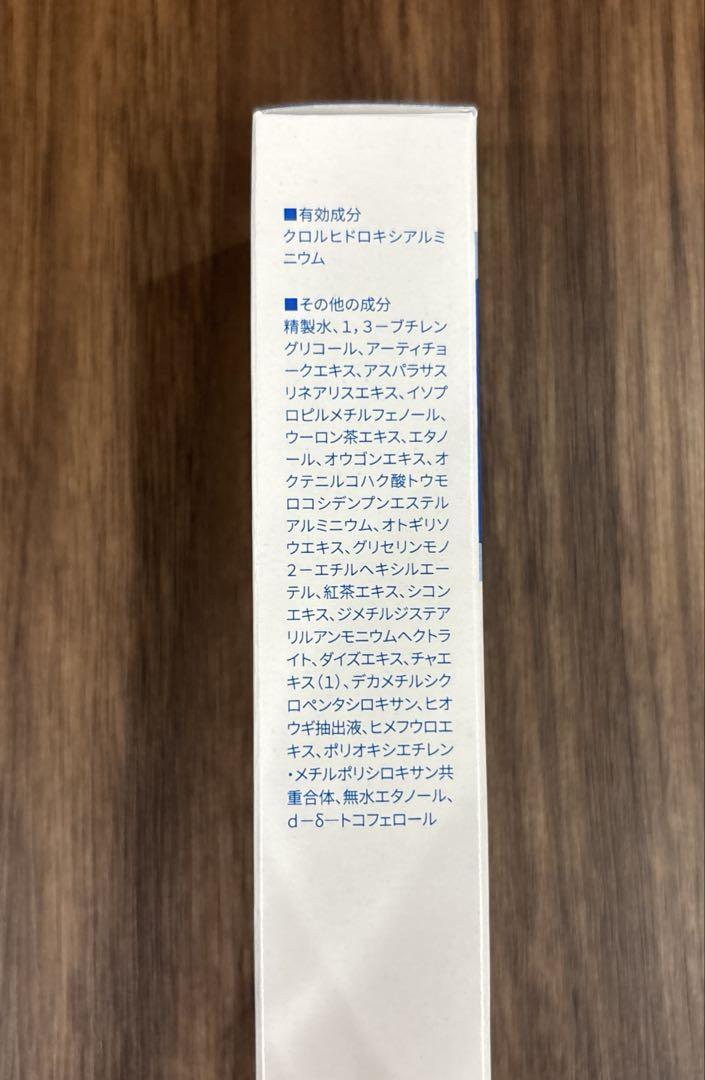 ■有効成分
クロルヒドロキシアルミ
ニウム
■その他の成分
精製水、1,3－ブチレン
グリコール、アーティチョ
ークエキス、アスパラサス
リネアリスエキス、イソプ
ロピルメチルフェノール、
ウーロン茶エキス、エタノ
ール、オウゴンエキス、オ
クテニルコハク酸トウモ
ロコシデンプンエステル
アルミニウム、オトギリソ
ウエキス、グリセリンモノ
2－エチルヘキシルエー
テル、紅茶エキス、シコン
エキス、ジメチルジステア
リルアンモニウムヘクトラ
イト、ダイズエキス、チャエ
キス(1)、デカメチルシク
ロペンタシロキサン、ヒオ
ウギ抽出液、ヒメフウロエ
キス、ポリオキシエチレン
・メチルポリシロキサン共
重合体、無水エタノール、
d－δ―トコフェロール